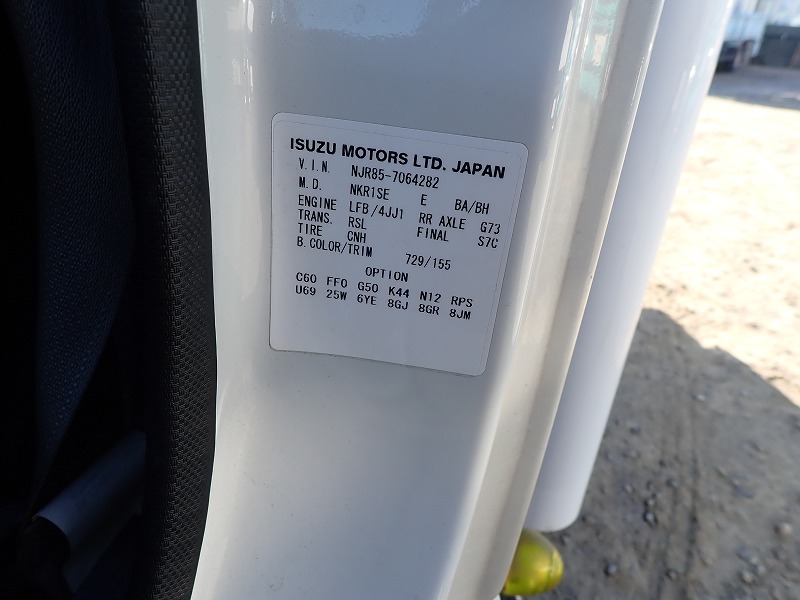 ISUZU MOTORS LTD. JAPAN
V.I.N. NJR85-7064282
M.D. NKR1SE E BA/BH
ENGINE LFB/4JJ1 RR AXLE G73
TRANS. RSL FINAL S7C
TIRE CNH
B.COLOR/TRIM 729/155
OPTION
C60 FF0 G50 K44 N12 RPS
U69 25W 6YE 8GJ 8GR 8JM